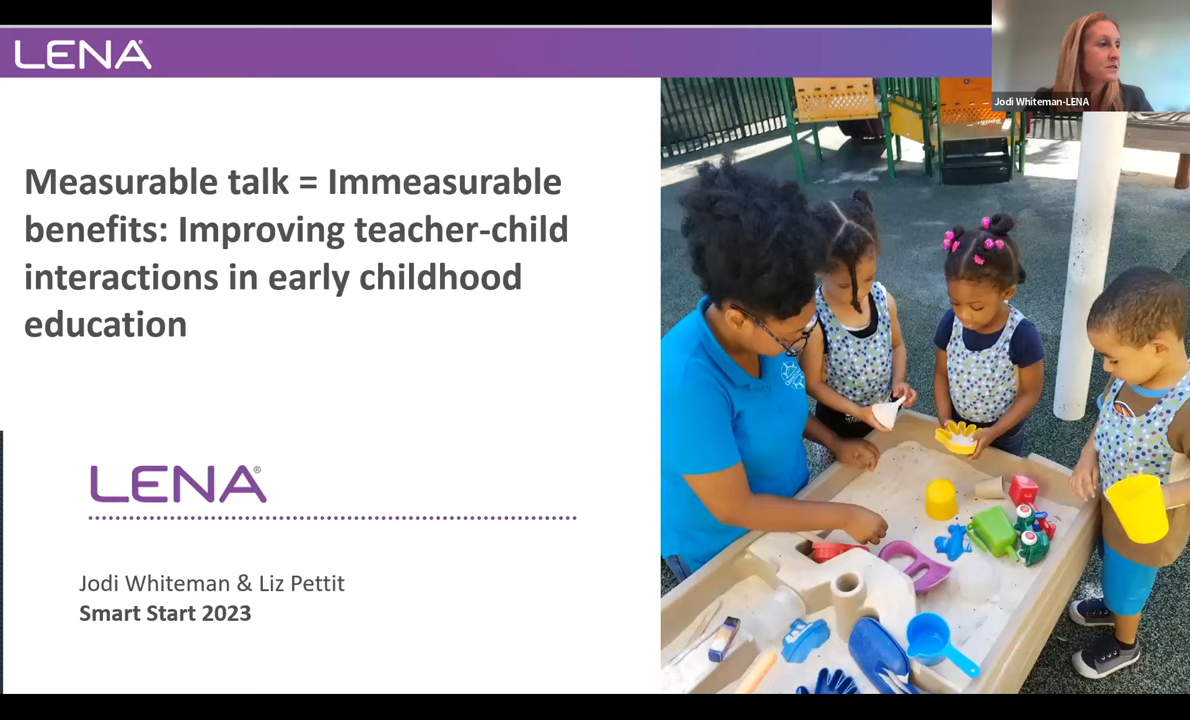 LENA
Jodi Whiteman-LENA
Measurable talk = Immeasurable
benefits: Improving teacher-child
interactions in early childhood
education
LENA®
Jodi Whiteman & Liz Pettit
Smart Start 2023